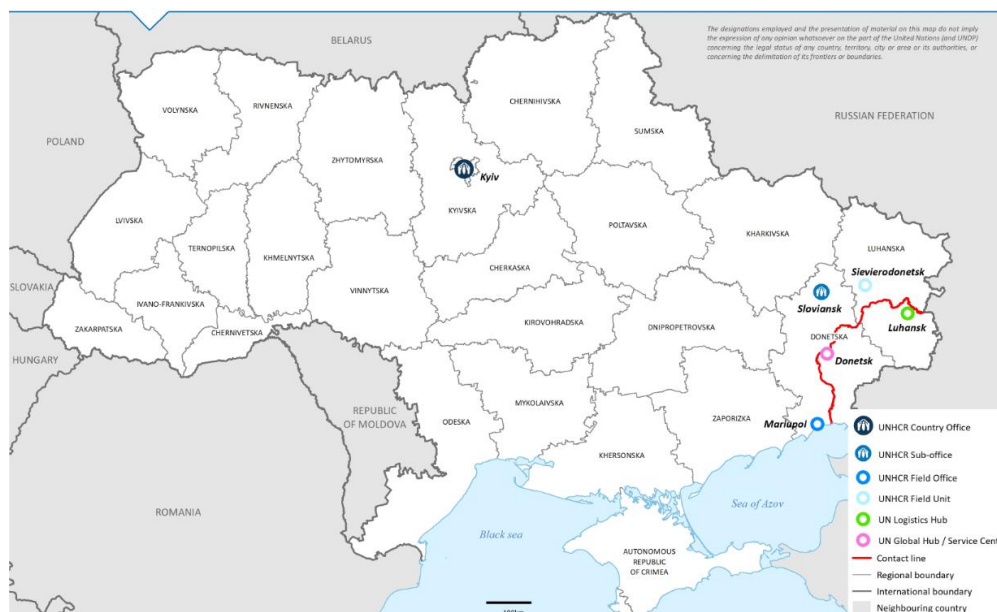 The designations employed and the presentation of material on this map do not imply
the expression of any opinion whatsoever on the part of the United Nations (and UNDP)
concerning the legal status of any country, territory, city or area or its authorities, or
concerning the delimitation of its frontiers or boundaries.
BELARUS
RUSSIAN FEDERATION
POLAND
VOLYNSKA
RIVNENSKA
CHERNIHIVSKA
SUMSKA
ZHYTOMYRSKA
Kyiv
KYIVSKA
LVIVSKA
TERNOPILSKA
KHMELNYTSKA
POLTAVSKA
KHARKIVSKA
LUHANSKA
CHERKASKA
Sievierodonetsk
SLOVAKIA
IVANO-FRANKIVSKA
VINNYTSKA
Sloviansk
ZAKARPATSKA
CHERNIVETSKA
KIROVOHRADSKA
DNIPROPETROVSKA
DONETSKA
Luhansk
HUNGARY
Donetsk
REPUBLIC
OF MOLDOVA
ODESKA
MYKOLAIVSKA
ZAPORIZKA
Mariupol
KHERSONSKA
ROMANIA
Black sea
Sea of Azov
AUTONOMOUS
REPUBLIC
OF CRIMEA
UNHCR Country Office
UNHCR Sub-office
UNHCR Field Office
UNHCR Field Unit
UN Logistics Hub
UN Global Hub / Service Cent
Contact line
Regional boundary
International boundary
Neighbouring country